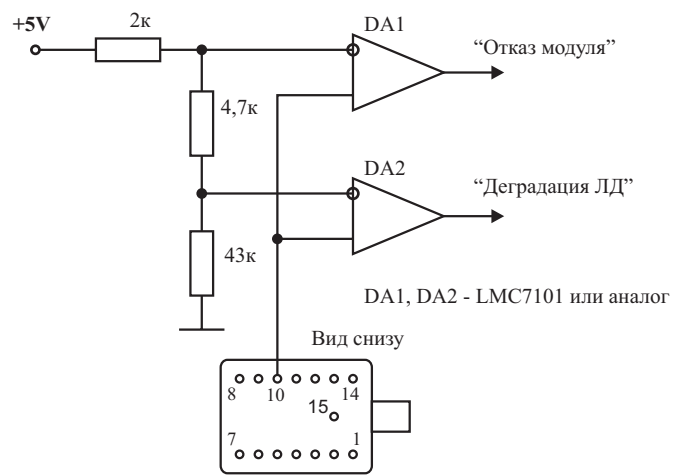 +5V
2к
DA1
“Отказ модуля”
4,7к
DA2
“Деградация ЛД”
43к
DA1, DA2 - LMC7101 или аналог
Вид снизу
8
10
14
15
7
1